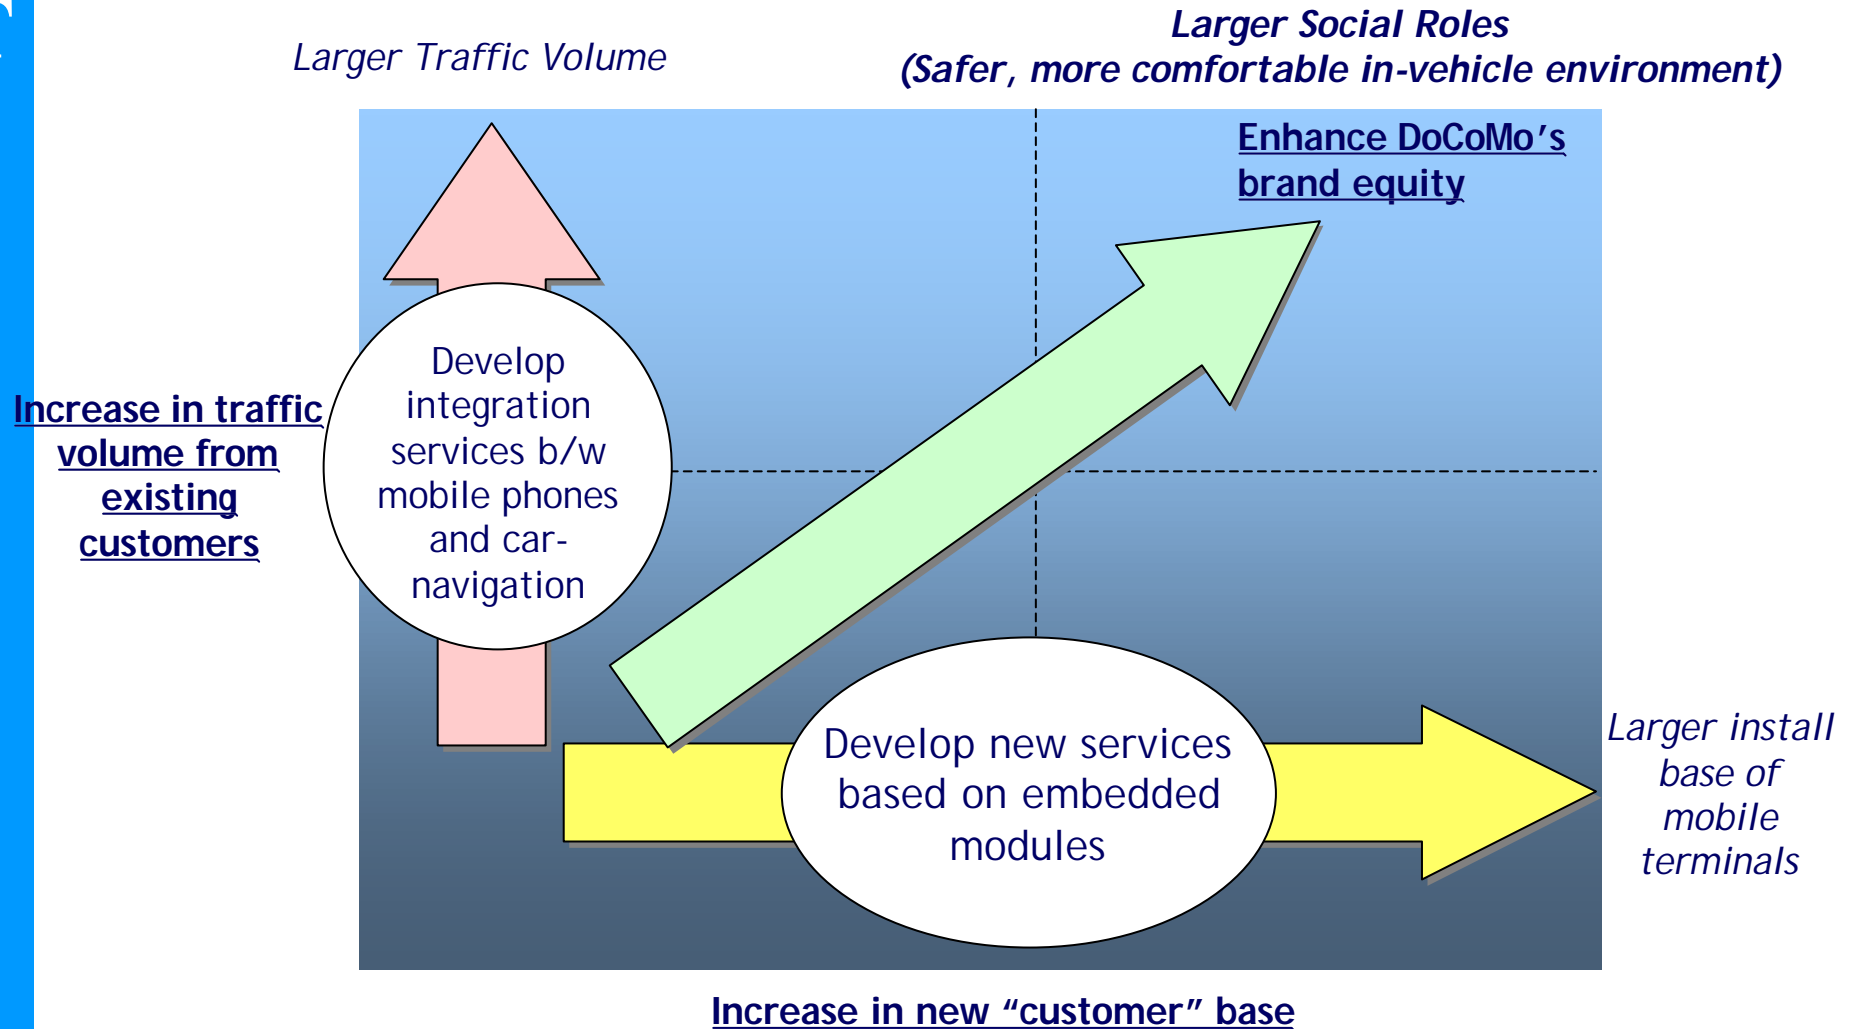 Larger Social Roles
(Safer, more comfortable in-vehicle environment)
Larger Traffic Volume
Enhance DoCoMo's
brand equity
Increase in traffic
volume from
existing
customers
Develop
integration
services b/w
mobile phones
and car-
navigation
Develop new services
based on embedded
modules
Larger install
base of
mobile
terminals
Increase in new “customer” base